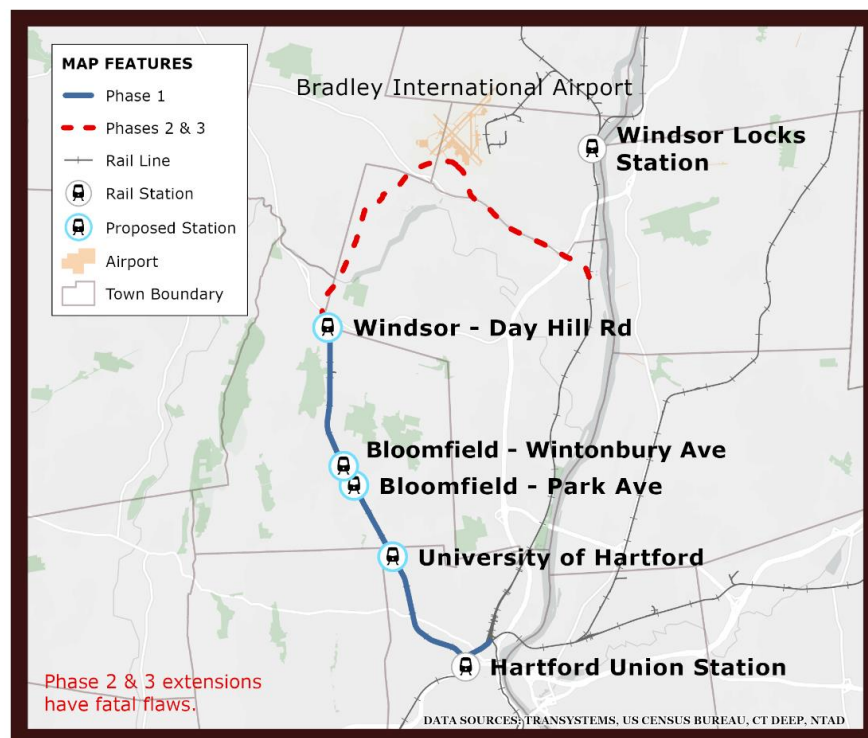 MAP FEATURES
Phase 1
Phases 2 & 3
Rail Line
Rail Station
Proposed Station
Airport
Town Boundary
Bradley International Airport
Windsor Locks
Station
Windsor - Day Hill Rd
Bloomfield - Wintonbury Ave
Bloomfield - Park Ave
University of Hartford
Hartford Union Station
Phase 2 & 3 extensions
have fatal flaws.
DATA SOURCES: TRANSYSTEMS, US CENSUS BUREAU, CT DEEP, NTAD